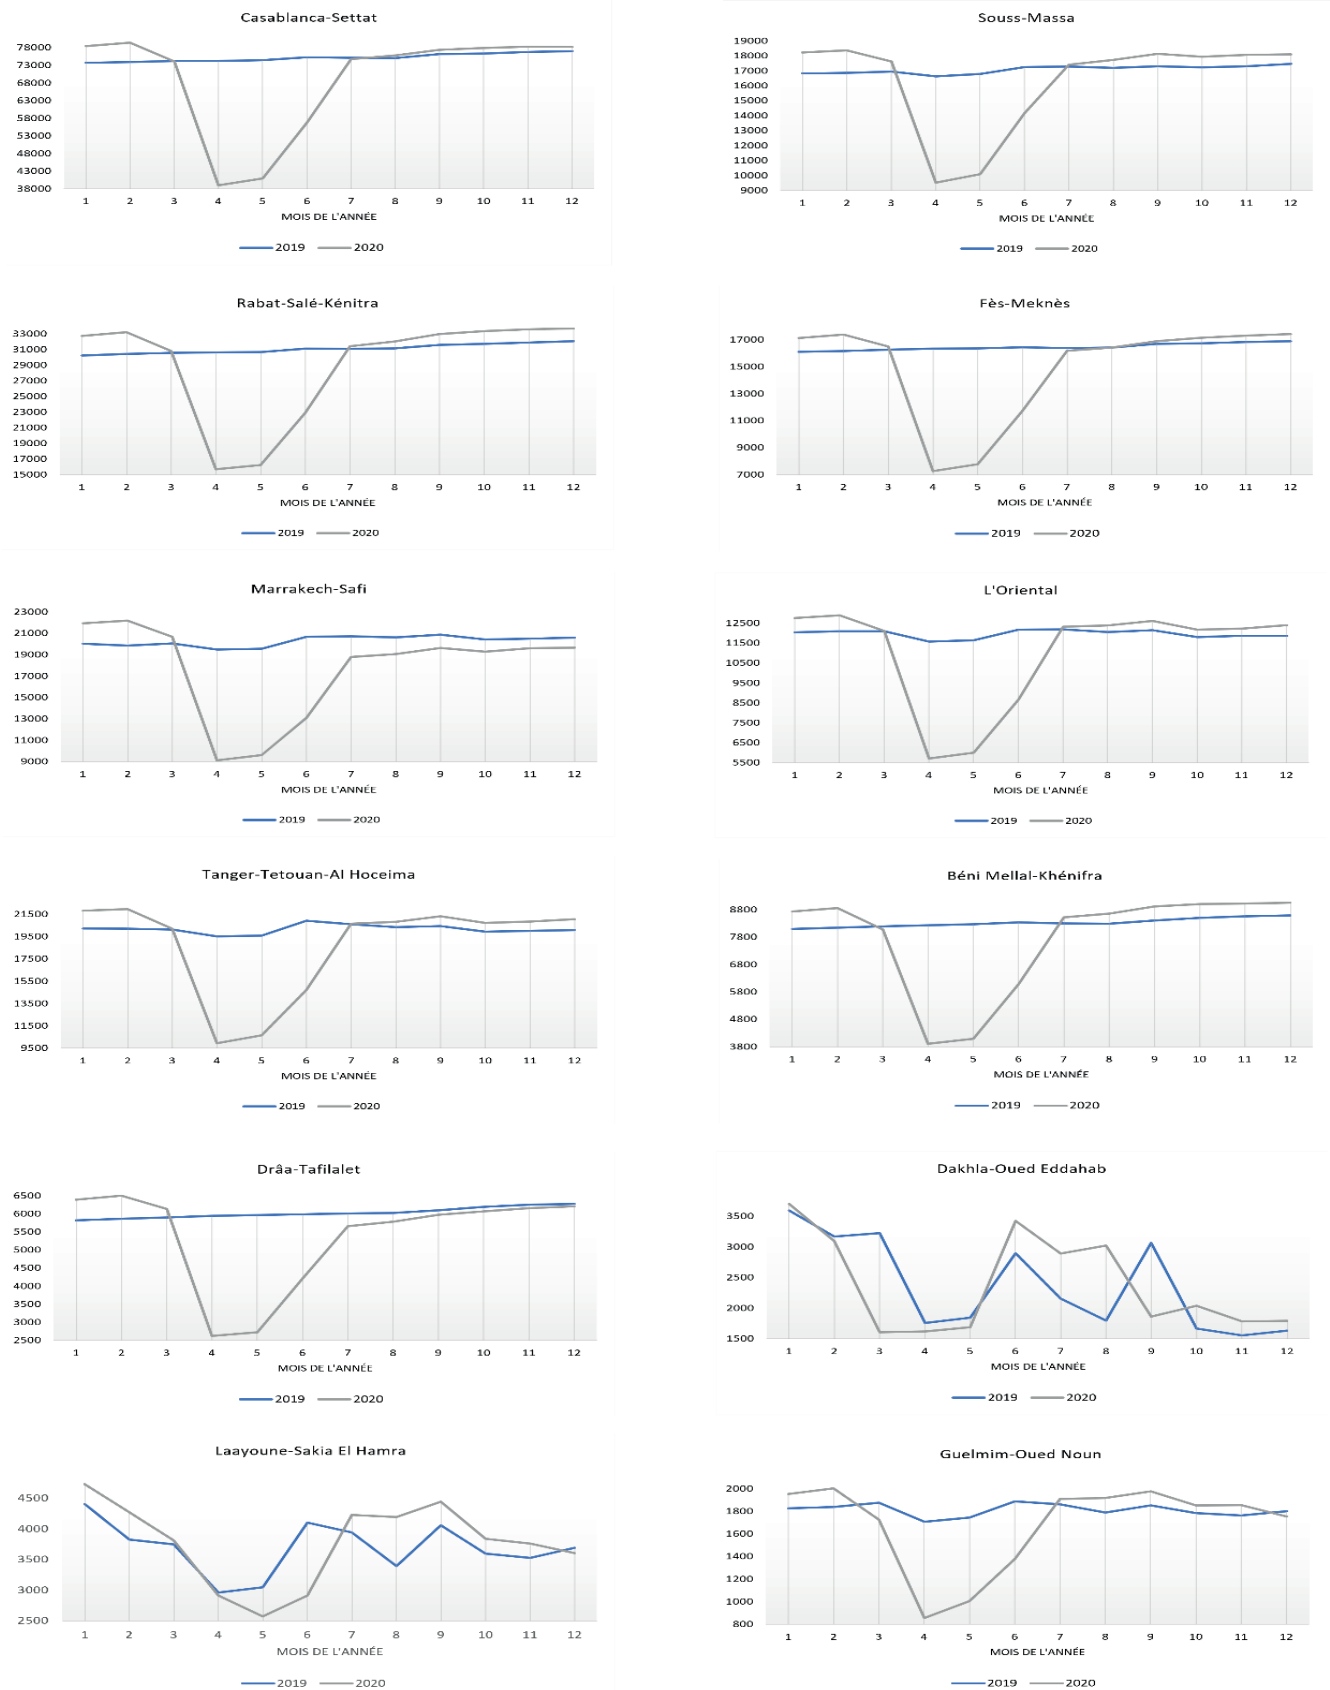 Casablanca-Settat
78000
73000
68000
63000
58000
53000
48000
43000
38000
1 2 3 4 5 6 7 8 9 10 11 12
MOIS DE L'ANNÉE
2019 2020
Souss-Massa
19000
18000
17000
16000
15000
14000
13000
12000
11000
10000
9000
1 2 3 4 5 6 7 8 9 10 11 12
MOIS DE L'ANNÉE
2019 2020
Rabat-Salé-Kénitra
33000
31000
29000
27000
25000
23000
21000
19000
17000
15000
1 2 3 4 5 6 7 8 9 10 11 12
MOIS DE L'ANNÉE
2019 2020
Fès-Meknès
17000
15000
13000
11000
9000
7000
1 2 3 4 5 6 7 8 9 10 11 12
MOIS DE L'ANNÉE
2019 2020
Marrakech-Safi
23000
21000
19000
17000
15000
13000
11000
9000
1 2 3 4 5 6 7 8 9 10 11 12
MOIS DE L'ANNÉE
2019 2020
L'Oriental
12500
11500
10500
9500
8500
7500
6500
5500
1 2 3 4 5 6 7 8 9 10 11 12
MOIS DE L'ANNÉE
2019 2020
Tanger-Tetouan-Al Hoceima
21500
19500
17500
15500
13500
11500
9500
1 2 3 4 5 6 7 8 9 10 11 12
MOIS DE L'ANNÉE
2019 2020
Béni Mellal-Khénifra
8800
7800
6800
5800
4800
3800
1 2 3 4 5 6 7 8 9 10 11 12
MOIS DE L'ANNÉE
2019 2020
Drâa-Tafilalet
6500
6000
5500
5000
4500
4000
3500
3000
2500
1 2 3 4 5 6 7 8 9 10 11 12
MOIS DE L'ANNÉE
2019 2020
Dakhla-Oued Eddahab
3500
3000
2500
2000
1500
1 2 3 4 5 6 7 8 9 10 11 12
MOIS DE L'ANNÉE
2019 2020
Laayoune-Sakia El Hamra
4500
4000
3500
3000
2500
1 2 3 4 5 6 7 8 9 10 11 12
MOIS DE L'ANNÉE
2019 2020
Guelmim-Oued Noun
2000
1800
1600
1400
1200
1000
800
1 2 3 4 5 6 7 8 9 10 11 12
MOIS DE L'ANNÉE
2019 2020